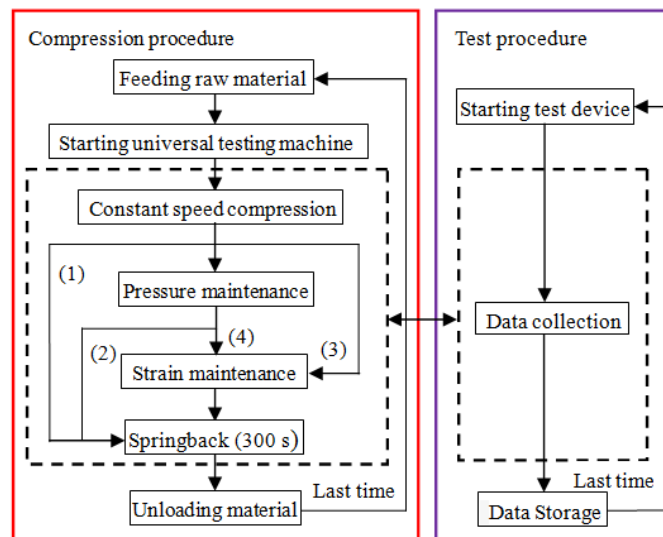 Compression procedure
Feeding raw material
Starting universal testing machine
Constant speed compression
(1)
Pressure maintenance
(2)
(4)
(3)
Strain maintenance
Springback (300 s)
Last time
Unloading material
Test procedure
Starting test device
Data collection
Last time
Data Storage